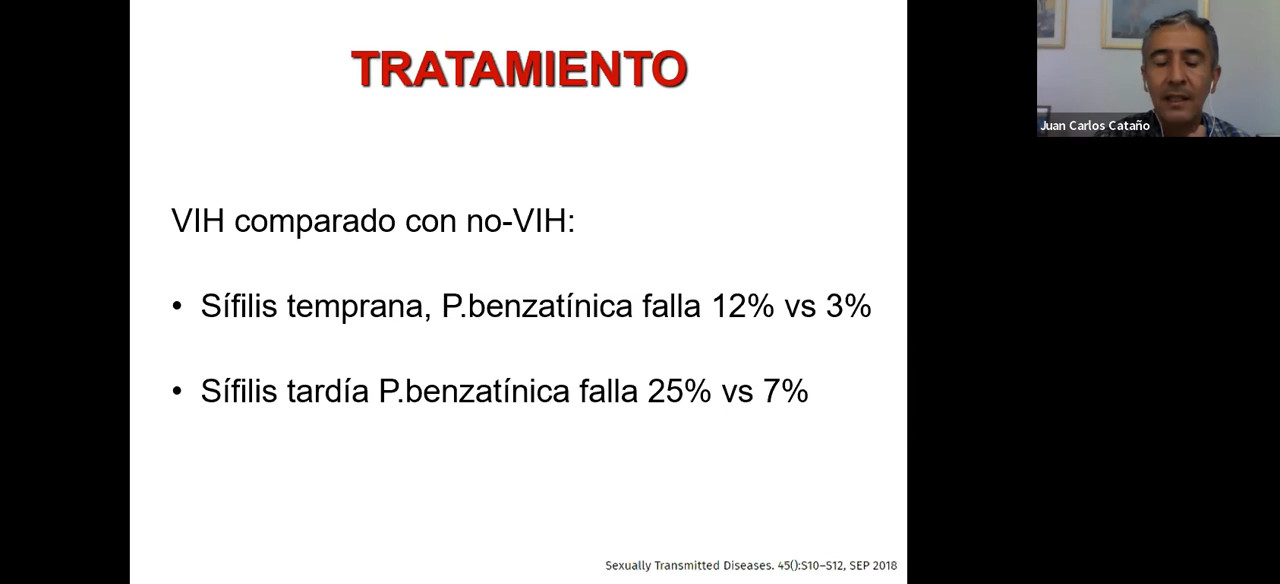 TRATAMIENTO
Juan Carlos Cataño
VIH comparado con no-VIH:
• Sífilis temprana, P.benzatínica falla 12% vs 3%
• Sífilis tardía P.benzatínica falla 25% vs 7%
Sexually Transmitted Diseases. 45():S10–S12, SEP 2018